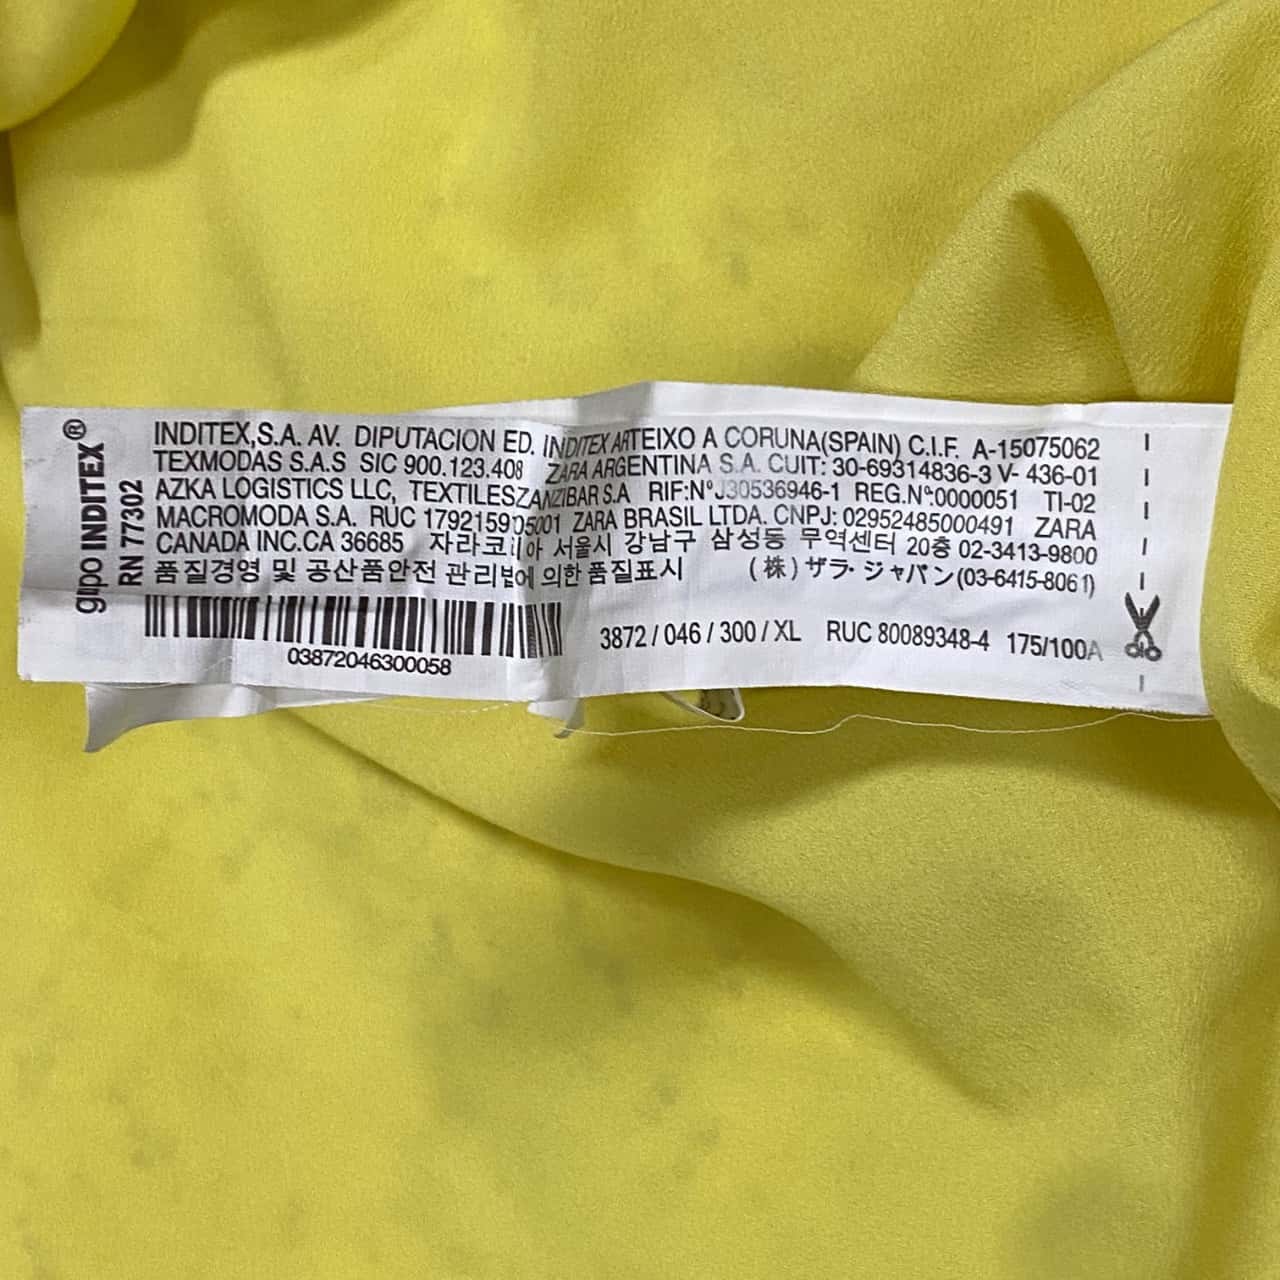 grupo INDITEX®
RN 77302
INDITEX,S.A. AV. DIPUTACION ED. INDITEX ARTEIXO A CORUNA(SPAIN) C.I.F. A-15075062
TEXMODAS S.A.S SIC 900.123.408 ZARA ARGENTINA S.A. CUIT: 30-69314836-3 V- 436-01
AZKA LOGISTICS LLC, TEXTILESZANZIBAR S.A RIF:Nº J30536946-1 REG.Nº:0000051 TI-02
MACROMODA S.A. RUC 1792159105001 ZARA BRASIL LTDA. CNPJ: 02952485000491 ZARA
CANADA INC.CA 36685 자라코리아 서울시 강남구 삼성동 무역센터 20층 02-3413-9800
품질경영 및 공산품안전 관리법에 의한 품질표시 (株) ザラ・ジャパン(03-6415-8061)
03872046300058
3872 / 046 / 300 / XL RUC 80089348-4 175/100A